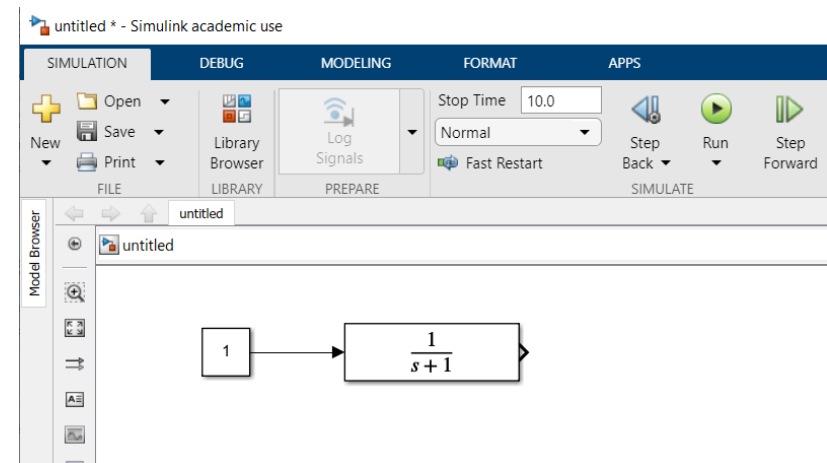 untitled * - Simulink academic use
SIMULATION DEBUG MODELING FORMAT APPS
New
Open
Save
Print
FILE
Library
Browser
LIBRARY
Log
Signals
PREPARE
Stop Time 10.0
Normal
Fast Restart
Step
Back
Run
Step
Forward
SIMULATE
Model Browser
untitled
untitled
1
1
s + 1